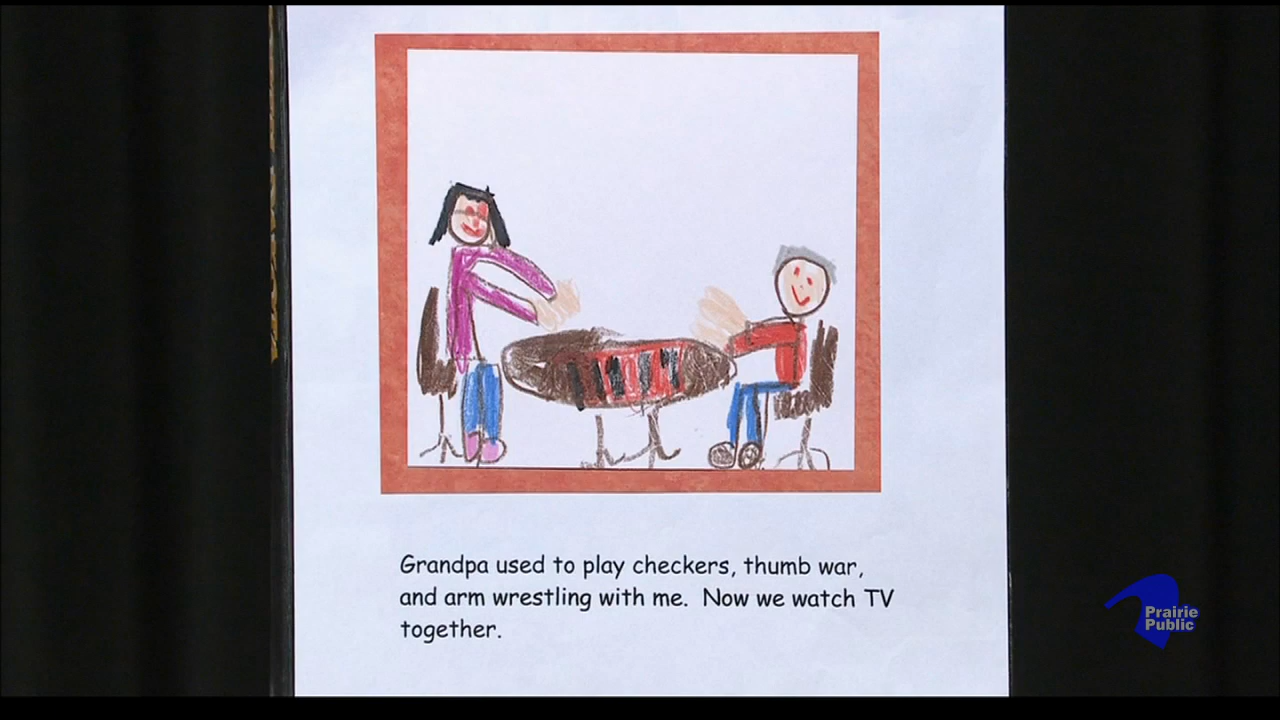 Grandpa used to play checkers, thumb war,
and arm wrestling with me. Now we watch TV
together.
Prairie
Public